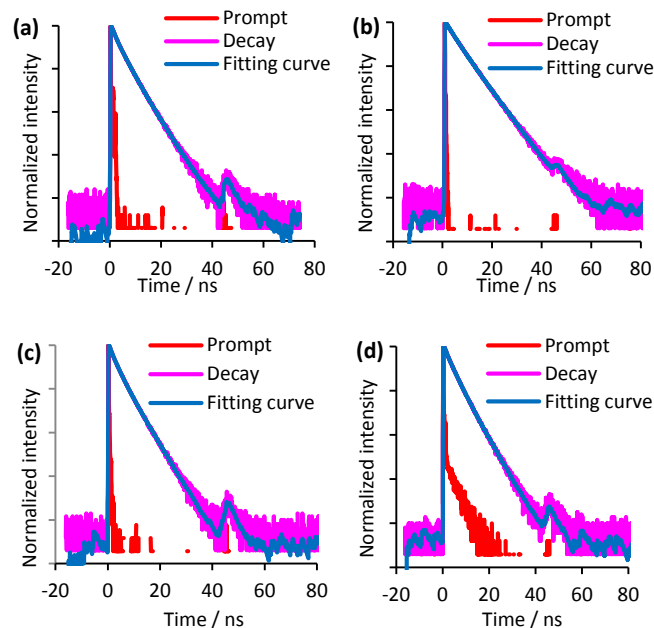 (a)
Prompt
Decay
Fitting curve
Normalized intensity
-20 0 20 40 60 80
Time / ns
(b)
Prompt
Decay
Fitting curve
Normalized intensity
-20 0 20 40 60 80
Time / ns
(c)
Prompt
Decay
Fitting curve
Normalized intensity
-20 0 20 40 60 80
Time / ns
(d)
Prompt
Decay
Fitting curve
Normalized intensity
-20 0 20 40 60 80
Time / ns